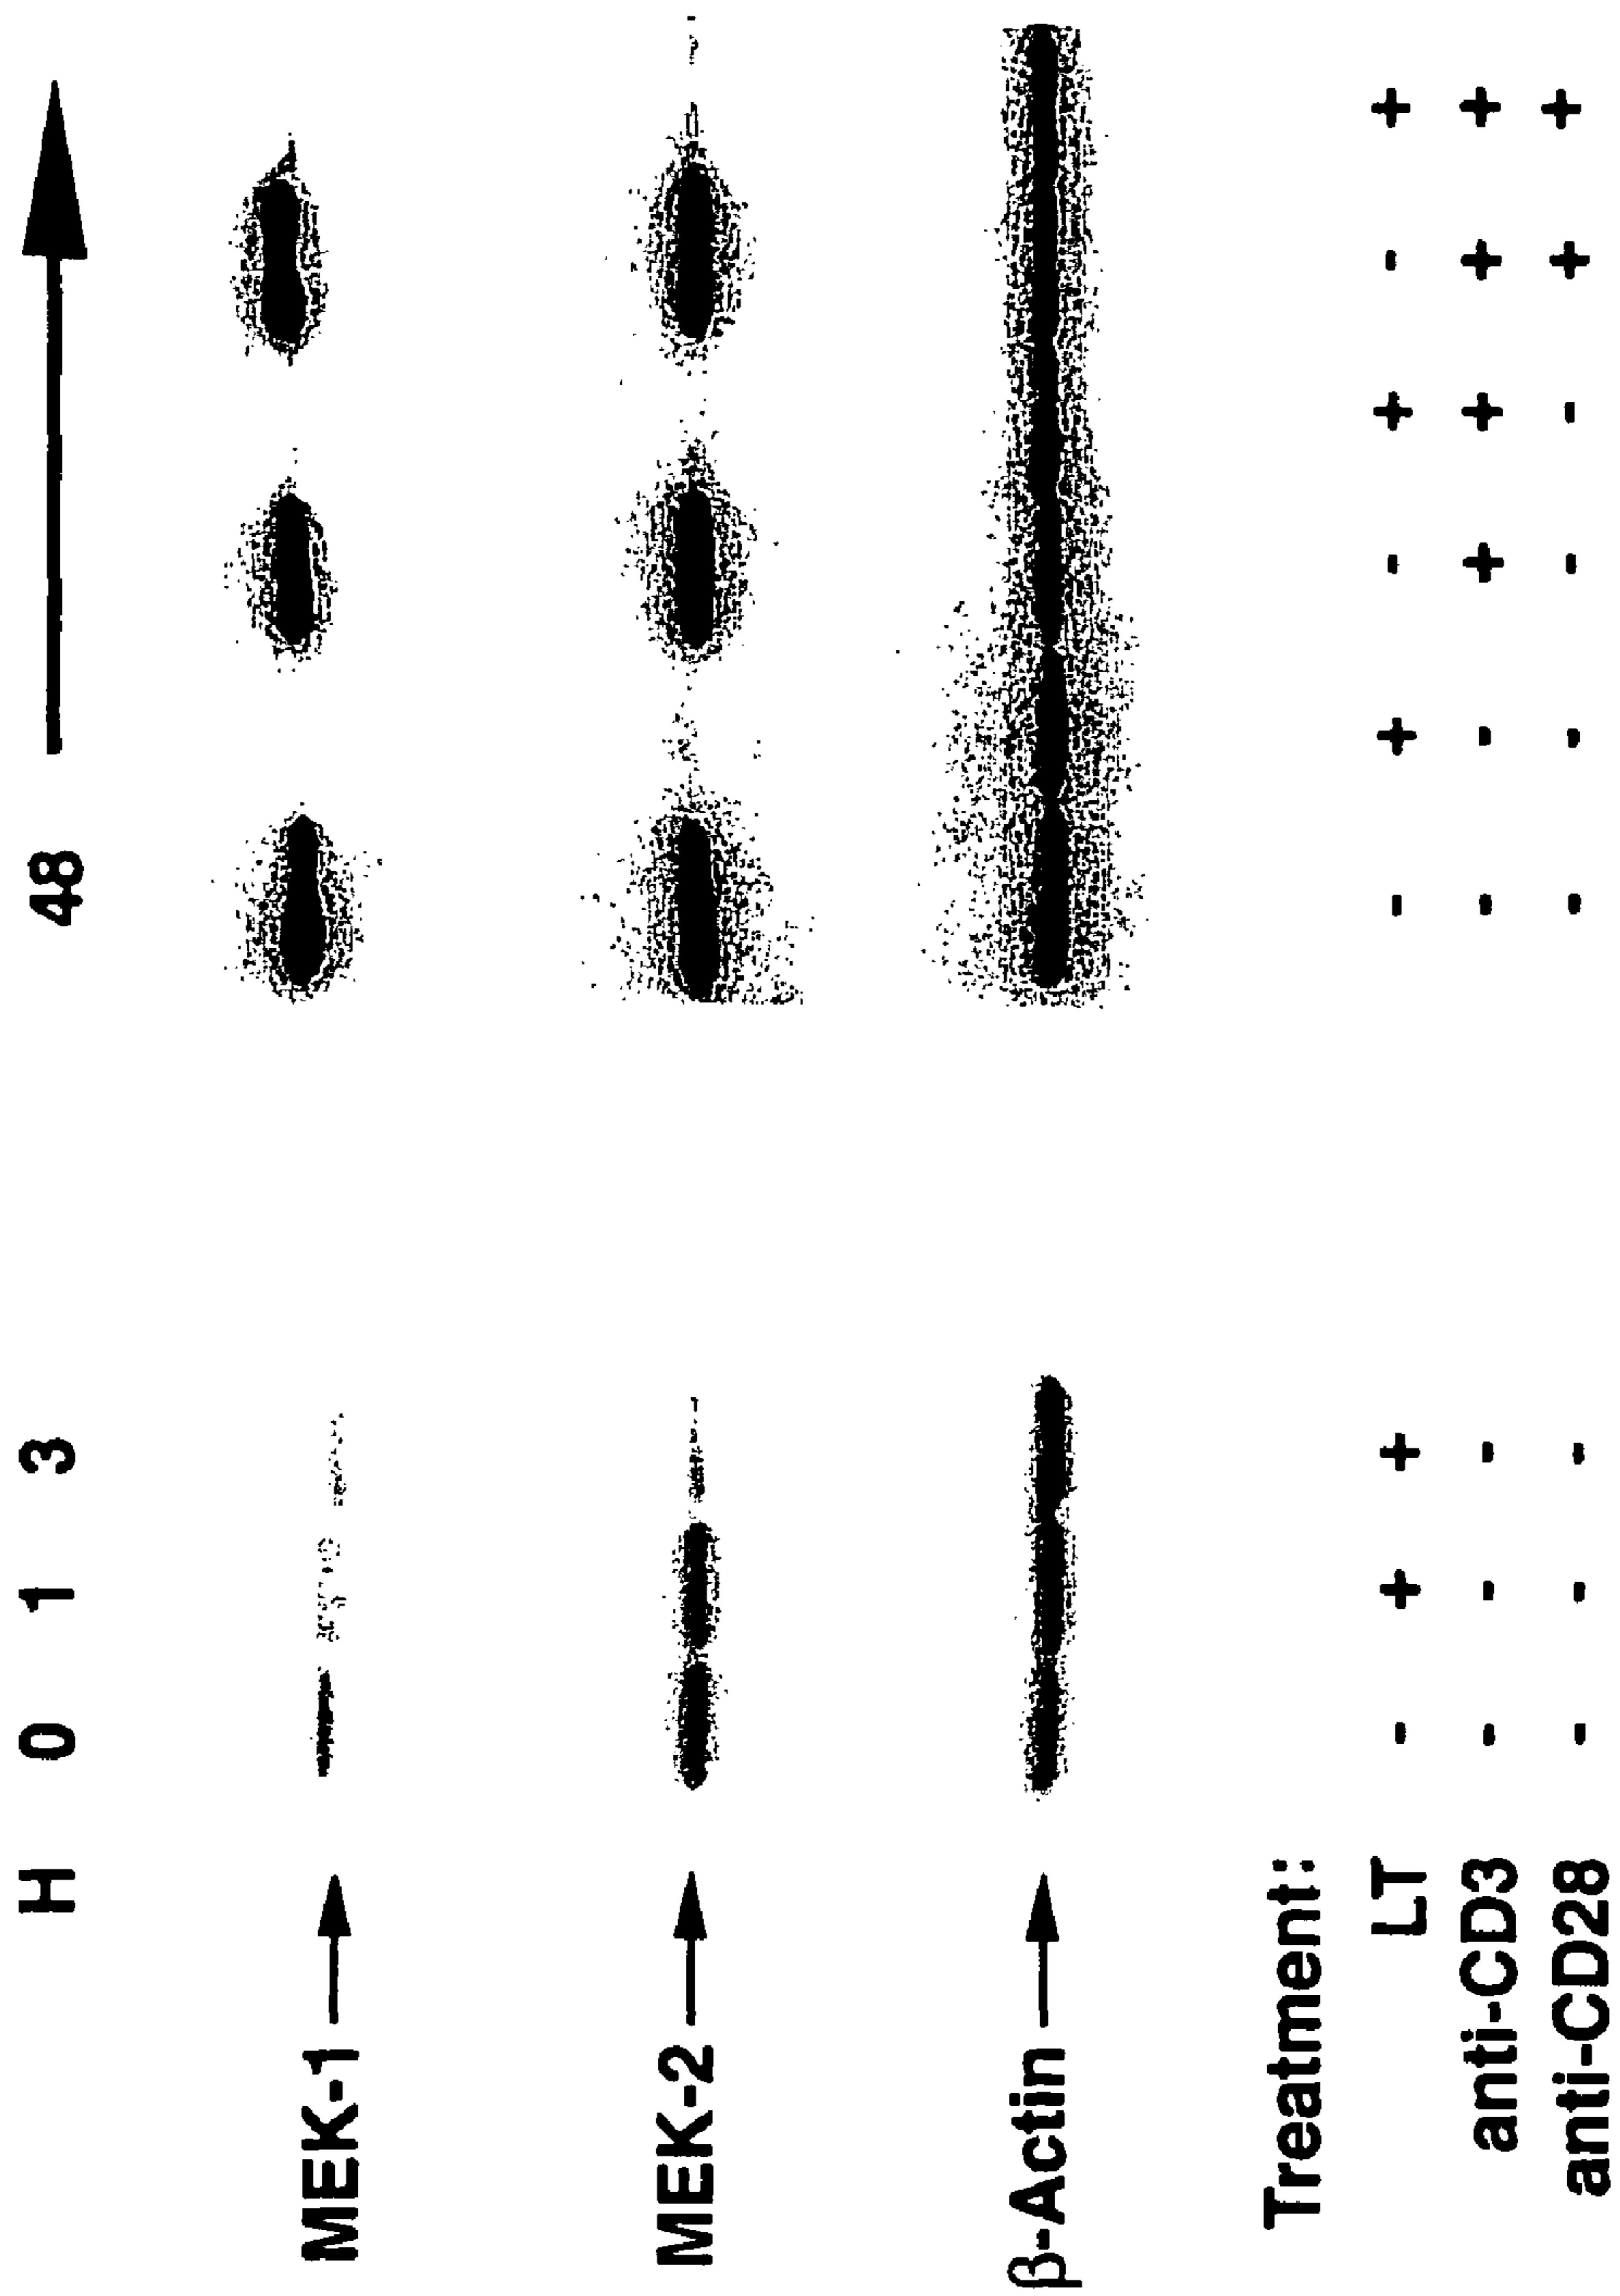 H 0 1 3 48
MEK-1
MEK-2
β-Actin
Treatment:
LT - + + - + - + - +
anti-CD3 - - - - - + + + +
anti-CD28 - - - - - - - + +